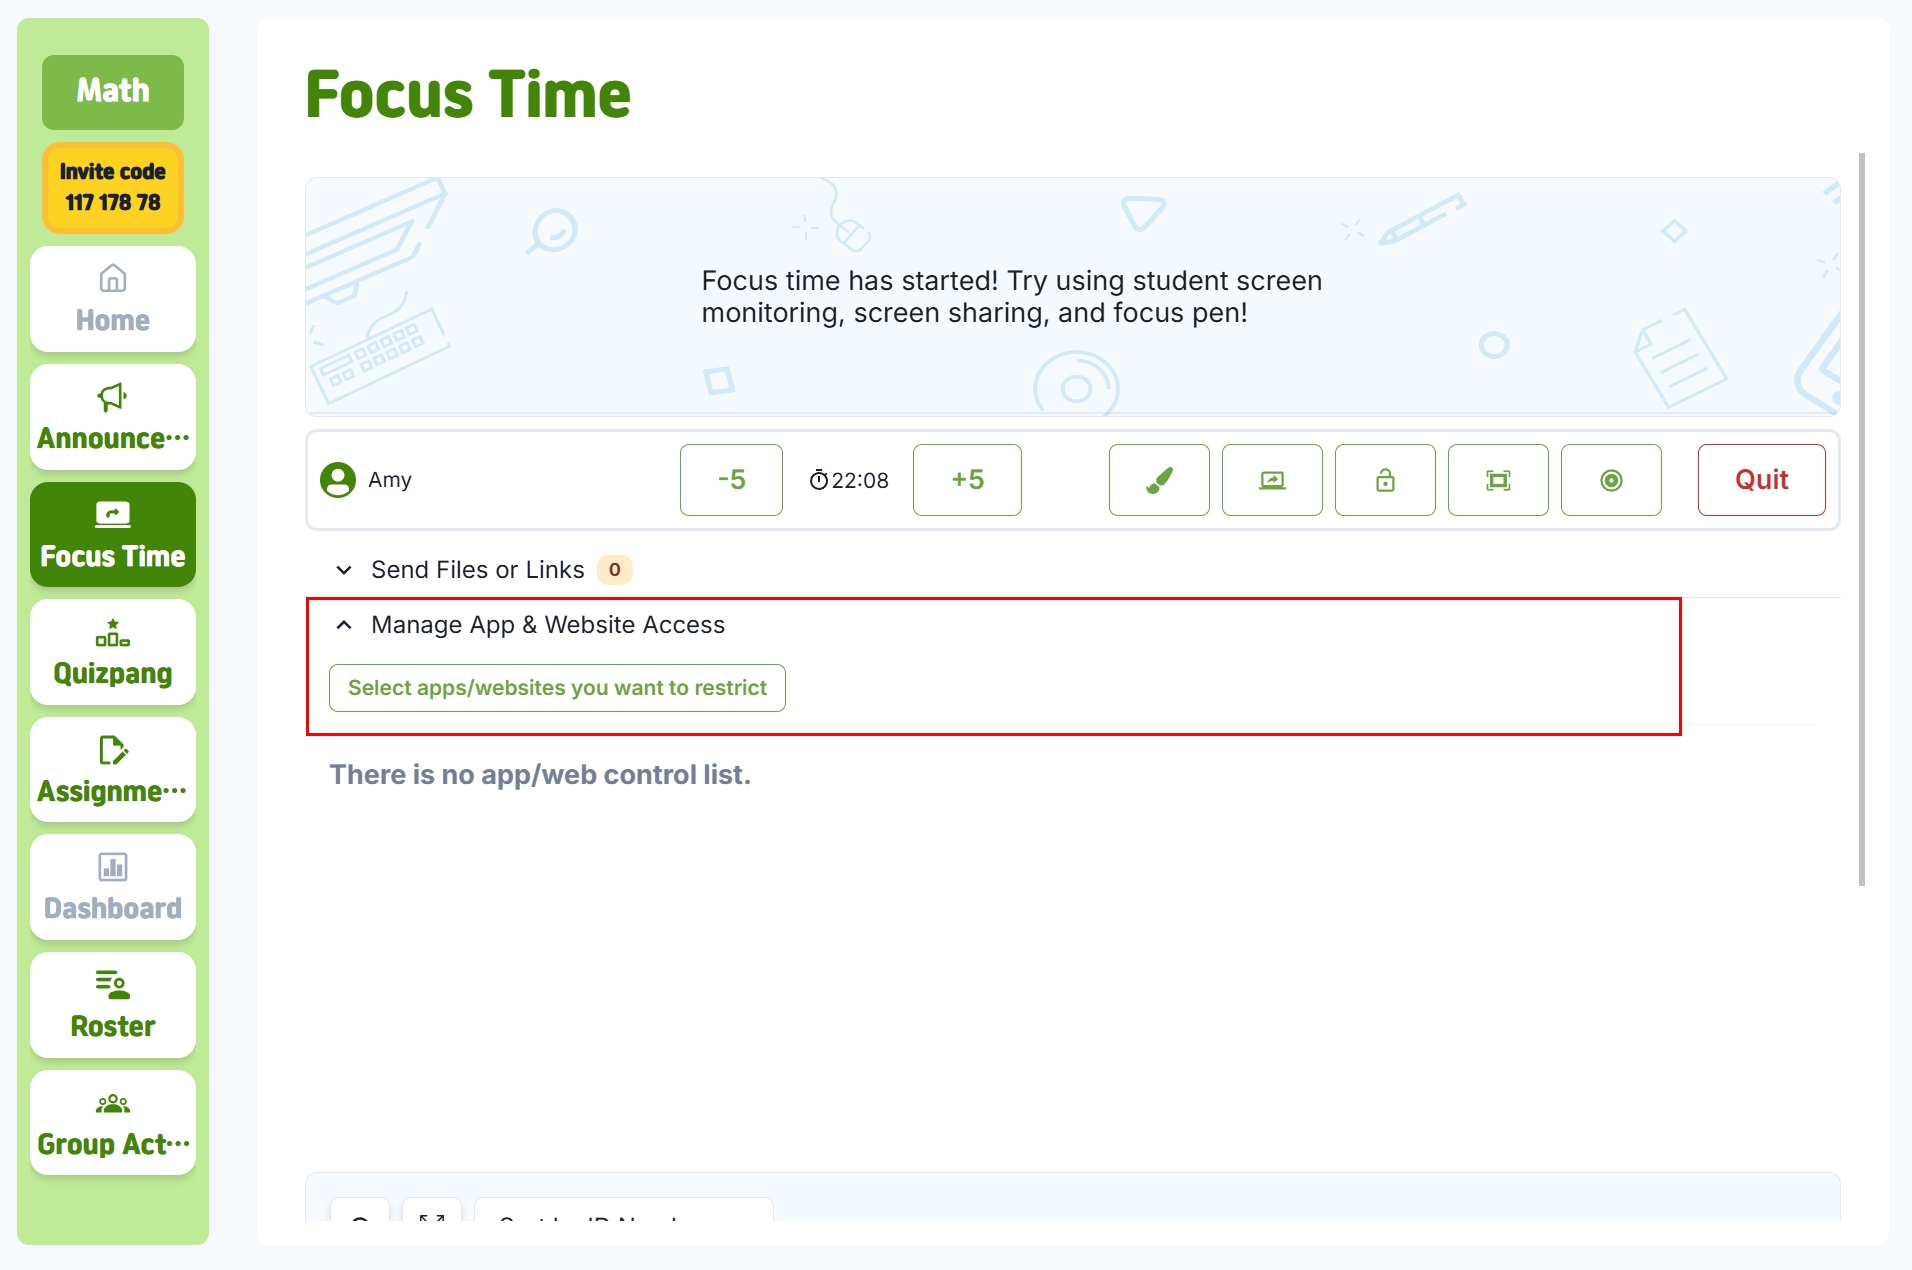 Math
Invite code
117 178 78
Home
Announce···
Focus Time
Quizpang
Assignme···
Dashboard
Roster
Group Act···
Focus Time
Focus time has started! Try using student screen
monitoring, screen sharing, and focus pen!
Amy
-5
22:08
+5
Quit
Send Files or Links 0
Manage App & Website Access
Select apps/websites you want to restrict
There is no app/web control list.